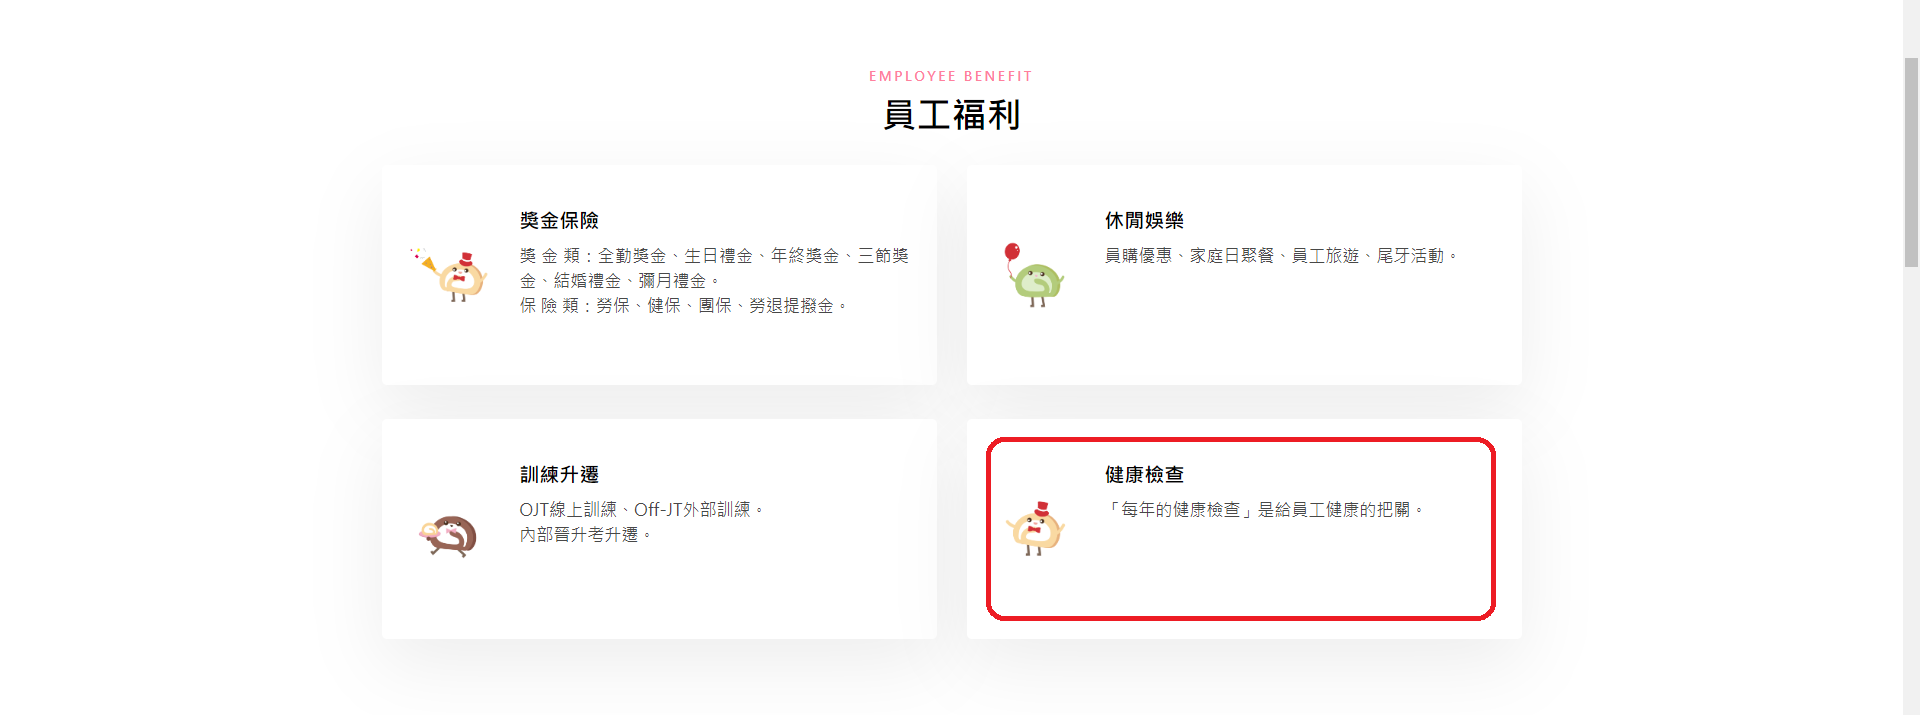 EMPLOYEE BENEFIT
員工福利
獎金保險
獎 金 類：全勤獎金、生日禮金、年終獎金、三節獎
金、結婚禮金、彌月禮金。
保 險 類：勞保、健保、團保、勞退提撥金。
休閒娛樂
員購優惠、家庭日聚餐、員工旅遊、尾牙活動。
訓練升遷
OJT線上訓練、Off-JT外部訓練。
內部晉升考升遷。
健康檢查
「每年的健康檢查」是給員工健康的把關。